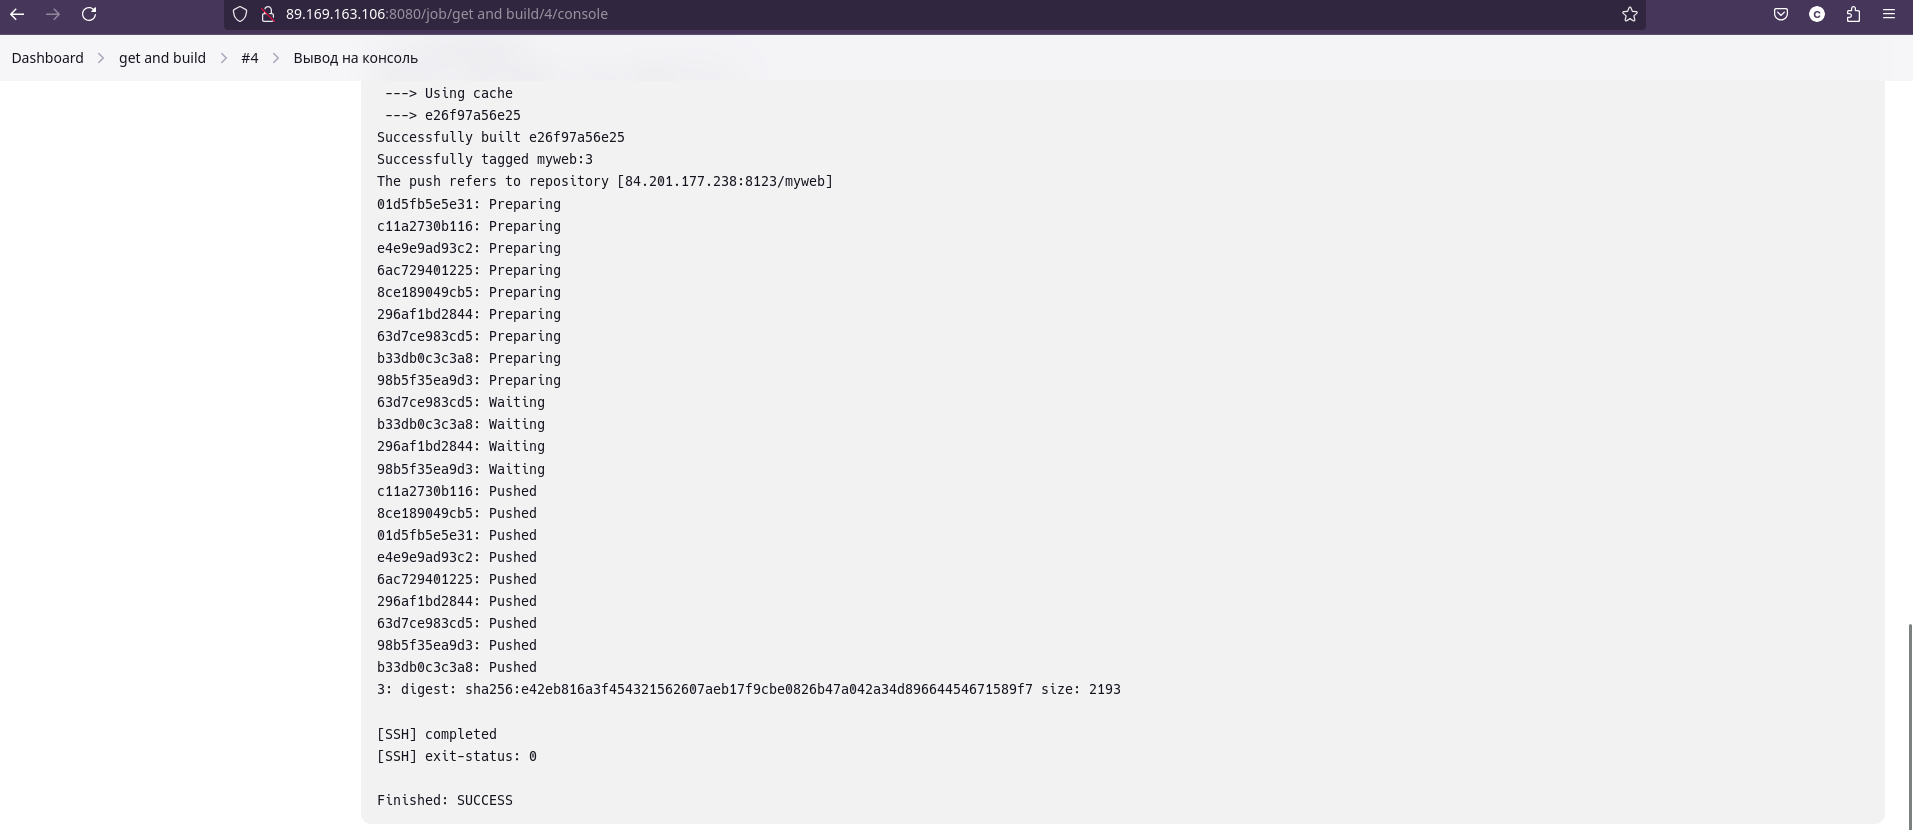 89.169.163.106:8080/job/get and build/4/console
Dashboard > get and build > #4 > Вывод на консоль
---> Using cache
---> e26f97a56e25
Successfully built e26f97a56e25
Successfully tagged myweb:3
The push refers to repository [84.201.177.238:8123/myweb]
01d5fb5e5e31: Preparing
c11a2730b116: Preparing
e4e9e9ad93c2: Preparing
6ac729401225: Preparing
8ce189049cb5: Preparing
296af1bd2844: Preparing
63d7ce983cd5: Preparing
b33db0c3c3a8: Preparing
98b5f35ea9d3: Preparing
63d7ce983cd5: Waiting
b33db0c3c3a8: Waiting
296af1bd2844: Waiting
98b5f35ea9d3: Waiting
c11a2730b116: Pushed
8ce189049cb5: Pushed
01d5fb5e5e31: Pushed
e4e9e9ad93c2: Pushed
6ac729401225: Pushed
296af1bd2844: Pushed
63d7ce983cd5: Pushed
98b5f35ea9d3: Pushed
b33db0c3c3a8: Pushed
3: digest: sha256:e42eb816a3f454321562607aeb17f9cbe0826b47a042a34d89664454671589f7 size: 2193
[SSH] completed
[SSH] exit-status: 0
Finished: SUCCESS